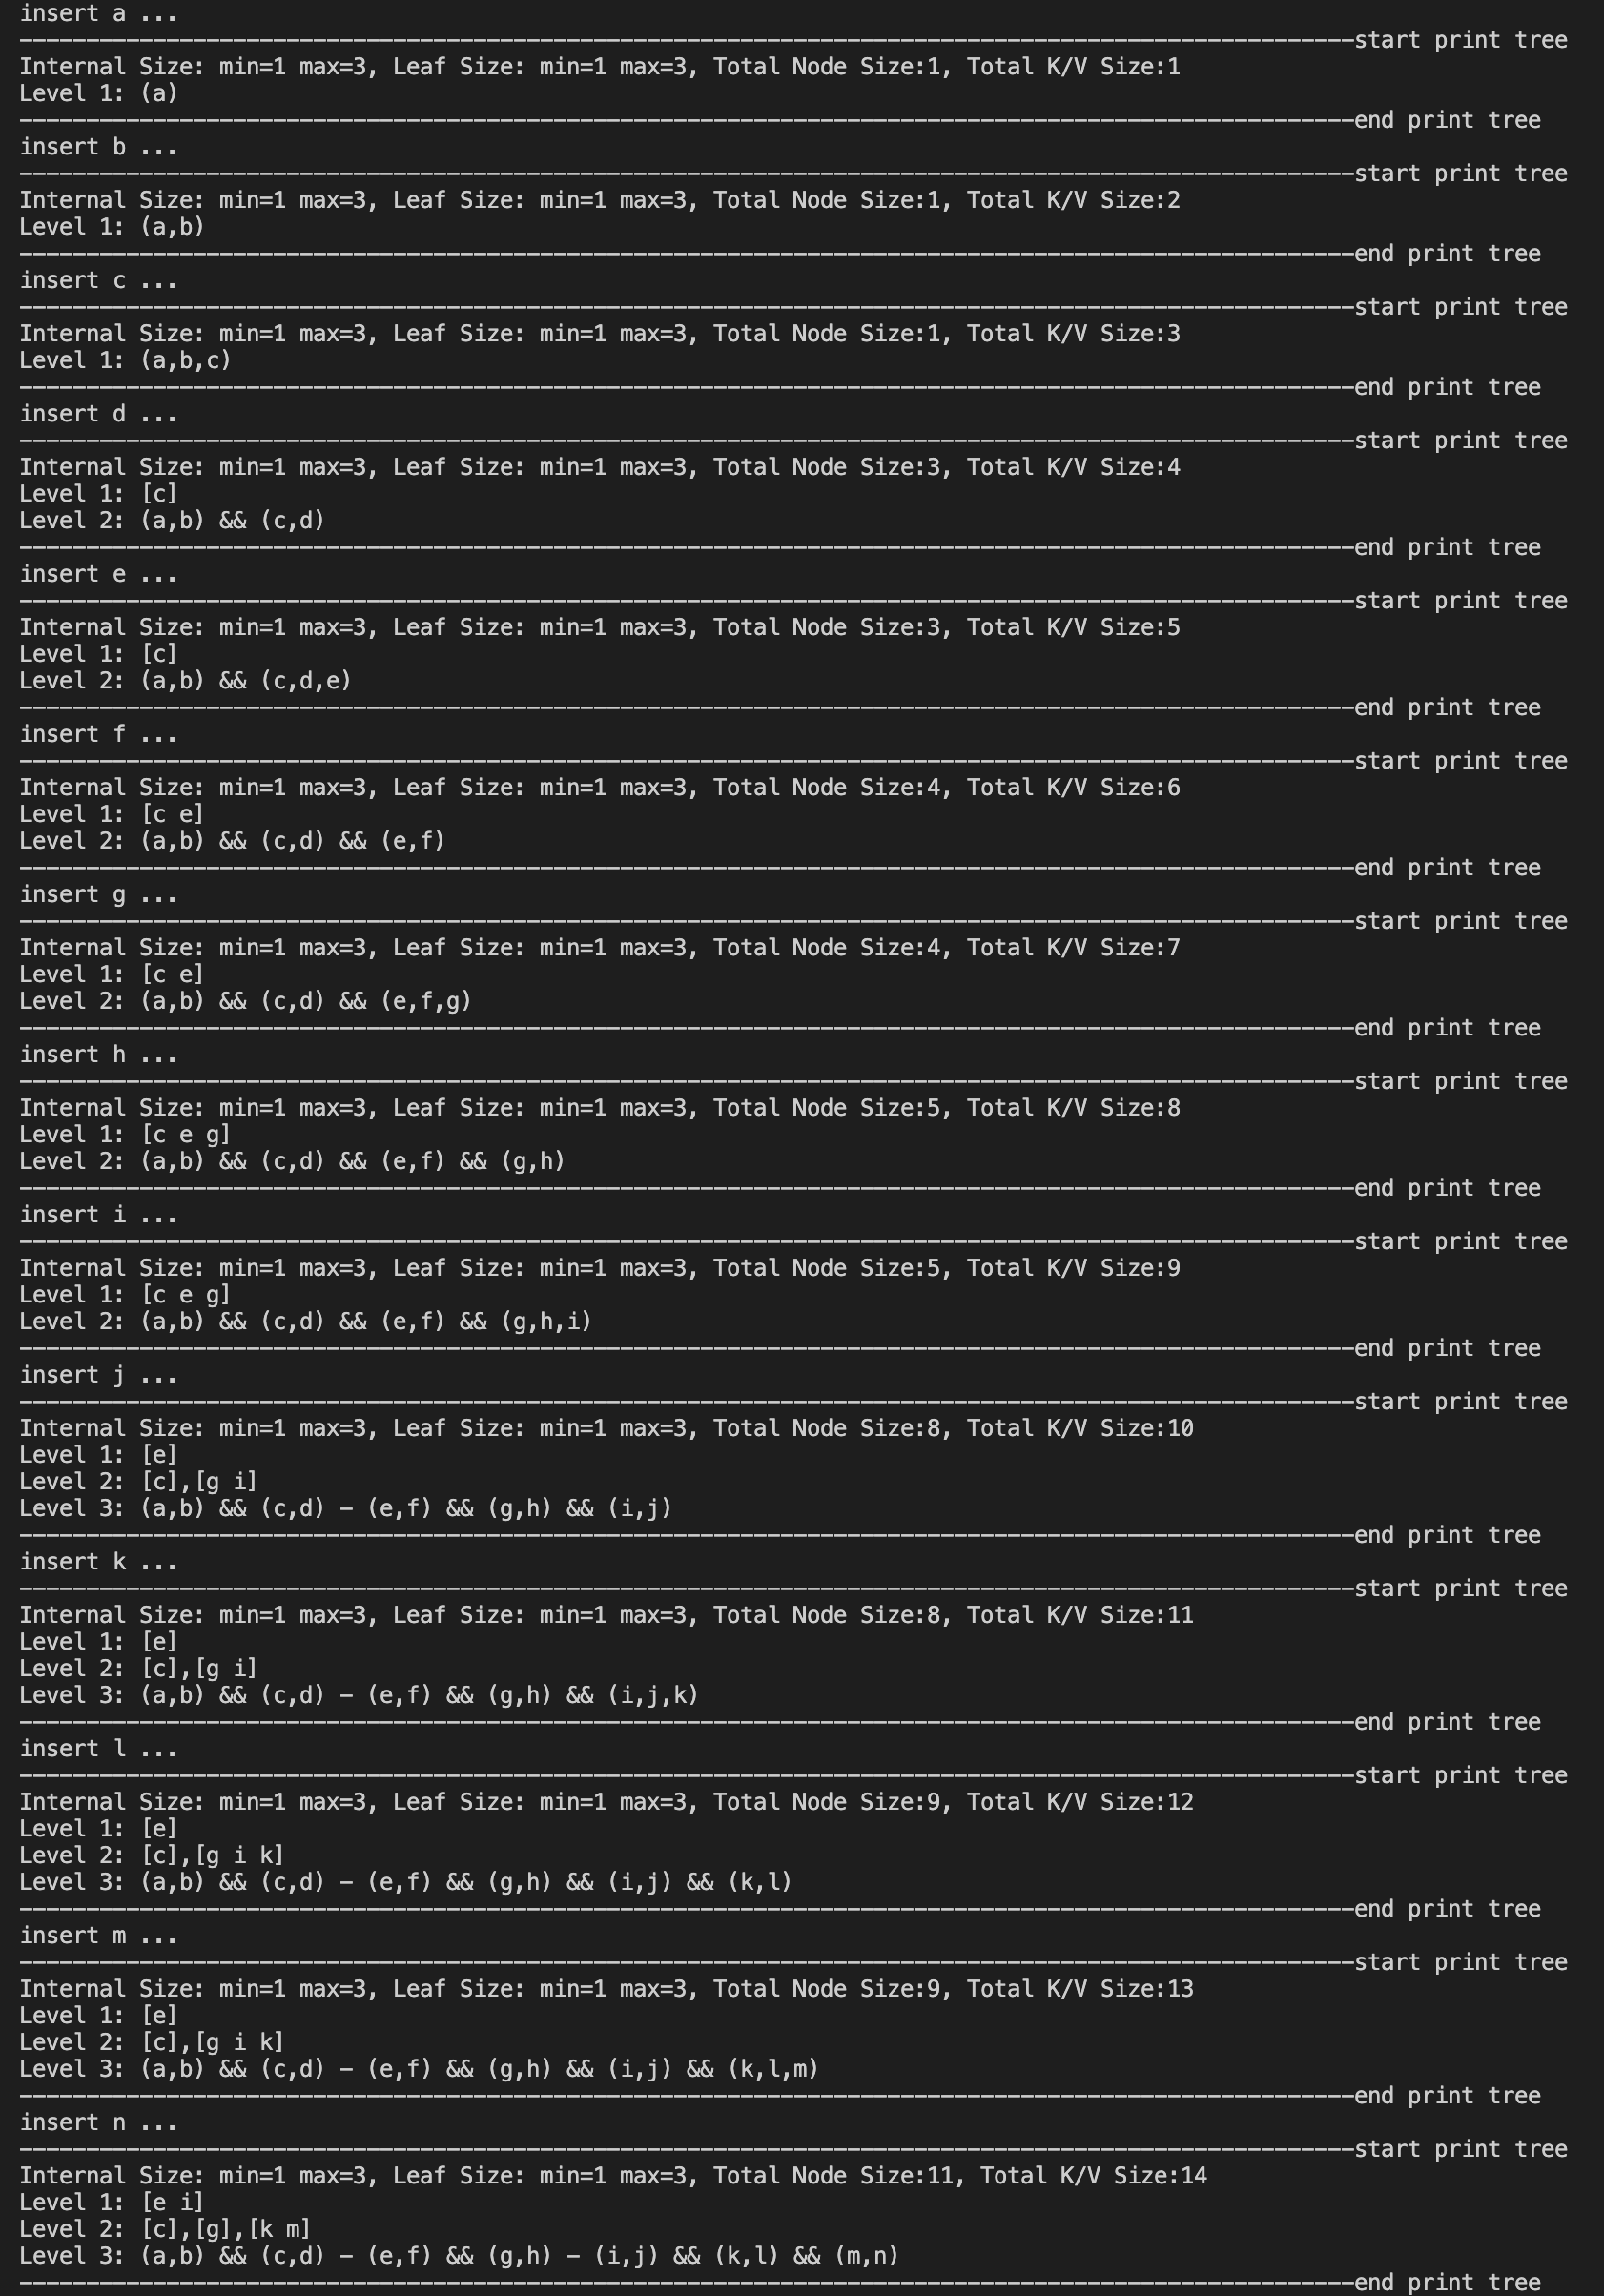 insert a ...
----------------------------------------------------------------------------------------------------start print tree
Internal Size: min=1 max=3, Leaf Size: min=1 max=3, Total Node Size:1, Total K/V Size:1
Level 1: (a)
----------------------------------------------------------------------------------------------------end print tree
insert b ...
----------------------------------------------------------------------------------------------------start print tree
Internal Size: min=1 max=3, Leaf Size: min=1 max=3, Total Node Size:1, Total K/V Size:2
Level 1: (a,b)
----------------------------------------------------------------------------------------------------end print tree
insert c ...
----------------------------------------------------------------------------------------------------start print tree
Internal Size: min=1 max=3, Leaf Size: min=1 max=3, Total Node Size:1, Total K/V Size:3
Level 1: (a,b,c)
----------------------------------------------------------------------------------------------------end print tree
insert d ...
----------------------------------------------------------------------------------------------------start print tree
Internal Size: min=1 max=3, Leaf Size: min=1 max=3, Total Node Size:3, Total K/V Size:4
Level 1: [c]
Level 2: (a,b) && (c,d)
----------------------------------------------------------------------------------------------------end print tree
insert e ...
----------------------------------------------------------------------------------------------------start print tree
Internal Size: min=1 max=3, Leaf Size: min=1 max=3, Total Node Size:3, Total K/V Size:5
Level 1: [c]
Level 2: (a,b) && (c,d,e)
----------------------------------------------------------------------------------------------------end print tree
insert f ...
----------------------------------------------------------------------------------------------------start print tree
Internal Size: min=1 max=3, Leaf Size: min=1 max=3, Total Node Size:4, Total K/V Size:6
Level 1: [c e]
Level 2: (a,b) && (c,d) && (e,f)
----------------------------------------------------------------------------------------------------end print tree
insert g ...
----------------------------------------------------------------------------------------------------start print tree
Internal Size: min=1 max=3, Leaf Size: min=1 max=3, Total Node Size:4, Total K/V Size:7
Level 1: [c e]
Level 2: (a,b) && (c,d) && (e,f,g)
----------------------------------------------------------------------------------------------------end print tree
insert h ...
----------------------------------------------------------------------------------------------------start print tree
Internal Size: min=1 max=3, Leaf Size: min=1 max=3, Total Node Size:5, Total K/V Size:8
Level 1: [c e g]
Level 2: (a,b) && (c,d) && (e,f) && (g,h)
----------------------------------------------------------------------------------------------------end print tree
insert i ...
----------------------------------------------------------------------------------------------------start print tree
Internal Size: min=1 max=3, Leaf Size: min=1 max=3, Total Node Size:5, Total K/V Size:9
Level 1: [c e g]
Level 2: (a,b) && (c,d) && (e,f) && (g,h,i)
----------------------------------------------------------------------------------------------------end print tree
insert j ...
----------------------------------------------------------------------------------------------------start print tree
Internal Size: min=1 max=3, Leaf Size: min=1 max=3, Total Node Size:8, Total K/V Size:10
Level 1: [e]
Level 2: [c],[g i]
Level 3: (a,b) && (c,d) - (e,f) && (g,h) && (i,j)
----------------------------------------------------------------------------------------------------end print tree
insert k ...
----------------------------------------------------------------------------------------------------start print tree
Internal Size: min=1 max=3, Leaf Size: min=1 max=3, Total Node Size:8, Total K/V Size:11
Level 1: [e]
Level 2: [c],[g i]
Level 3: (a,b) && (c,d) - (e,f) && (g,h) && (i,j,k)
----------------------------------------------------------------------------------------------------end print tree
insert l ...
----------------------------------------------------------------------------------------------------start print tree
Internal Size: min=1 max=3, Leaf Size: min=1 max=3, Total Node Size:9, Total K/V Size:12
Level 1: [e]
Level 2: [c],[g i k]
Level 3: (a,b) && (c,d) - (e,f) && (g,h) && (i,j) && (k,l)
----------------------------------------------------------------------------------------------------end print tree
insert m ...
----------------------------------------------------------------------------------------------------start print tree
Internal Size: min=1 max=3, Leaf Size: min=1 max=3, Total Node Size:9, Total K/V Size:13
Level 1: [e]
Level 2: [c],[g i k]
Level 3: (a,b) && (c,d) - (e,f) && (g,h) && (i,j) && (k,l,m)
----------------------------------------------------------------------------------------------------end print tree
insert n ...
----------------------------------------------------------------------------------------------------start print tree
Internal Size: min=1 max=3, Leaf Size: min=1 max=3, Total Node Size:11, Total K/V Size:14
Level 1: [e i]
Level 2: [c],[g],[k m]
Level 3: (a,b) && (c,d) - (e,f) && (g,h) - (i,j) && (k,l) && (m,n)
----------------------------------------------------------------------------------------------------end print tree